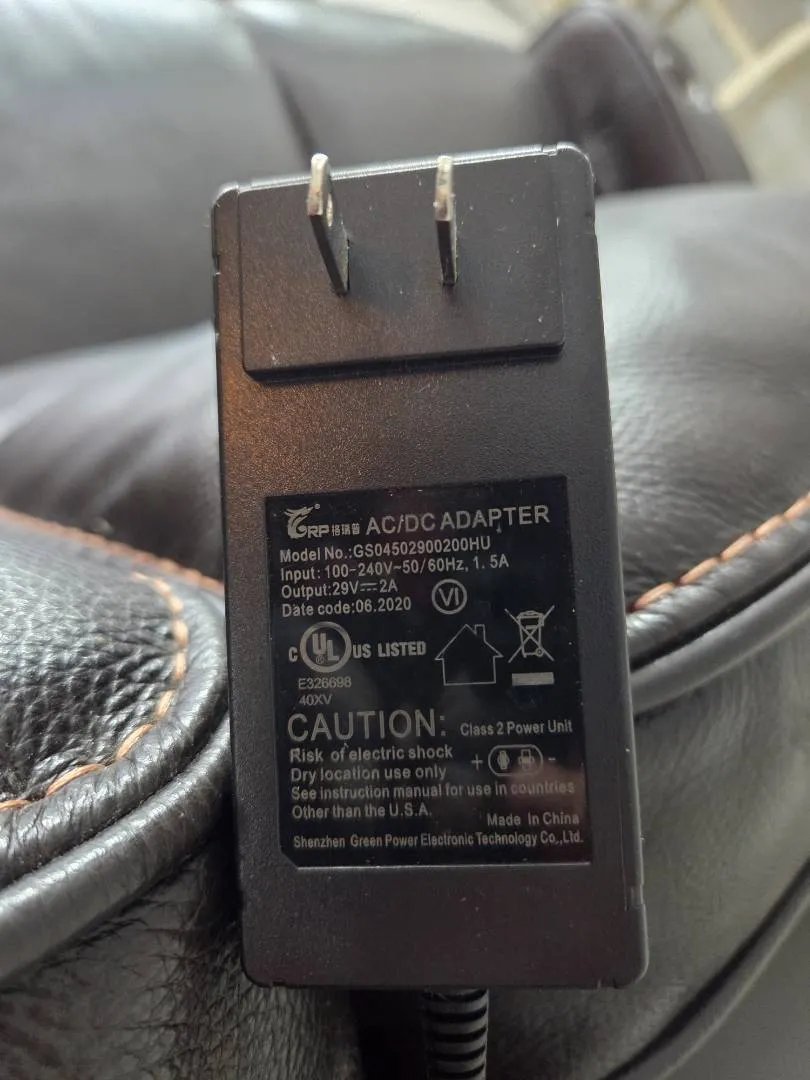 GRP 格瑞普 AC/DC ADAPTER
Model No.:GS04502900200HU
Input: 100-240V~50/60Hz, 1.5A
Output:29V⎓2A
Date code:06.2020 VI
C UL US LISTED
E326698
40XV
CAUTION: Class 2 Power Unit
Risk of electric shock
Dry location use only + -
See instruction manual for use in countries
Other than the U.S.A.
Made In China
Shenzhen Green Power Electronic Technology Co.,Ltd.